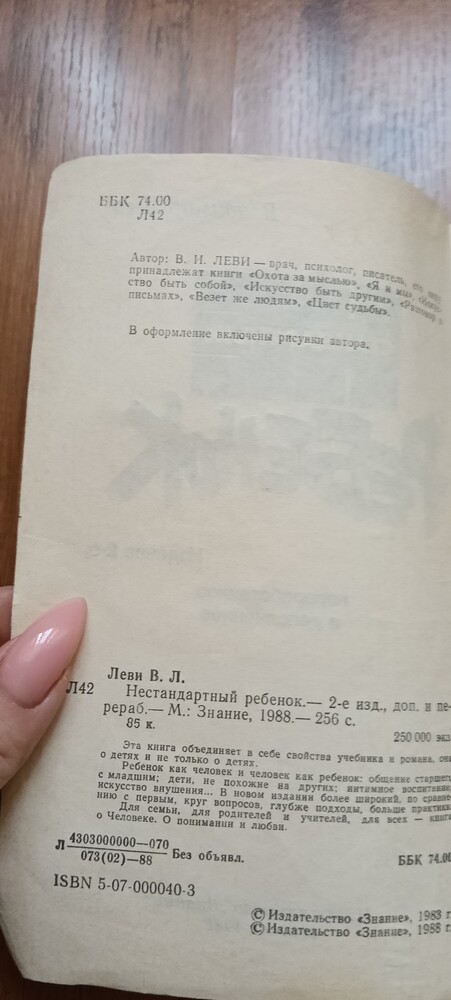 ББК 74.00
Л42
Автор: В. И. ЛЕВИ — врач, психолог, писатель, его перу
принадлежат книги «Охота за мыслью», «Я и мы», «Искус-
ство быть собой», «Искусство быть другим», «Разговор в
письмах», «Везет же людям», «Цвет судьбы».
В оформление включены рисунки автора.
Леви В. Л.
Л42 Нестандартный ребенок.— 2-е изд., доп. и пе-
рераб.— М.: Знание, 1988.— 256 с.
85 к. 250 000 экз.
Эта книга объединяет в себе свойства учебника и романа, она
о детях и не только о детях.
Ребенок как человек и человек как ребенок: общение старшего
с младшим; дети, не похожие на других; интимное воспитание,
искусство внушения... В новом издании более широкий, по сравне-
нию с первым, круг вопросов, глубже подходы, больше практики.
Для семьи, для родителей и учителей, для всех — книга
о Человеке. О понимании и любви.
Л 4303000000—070
073(02)—88 Без объявл. ББК 74.00
ISBN 5-07-000040-3
© Издательство «Знание», 1983 г.
© Издательство «Знание», 1988 г.